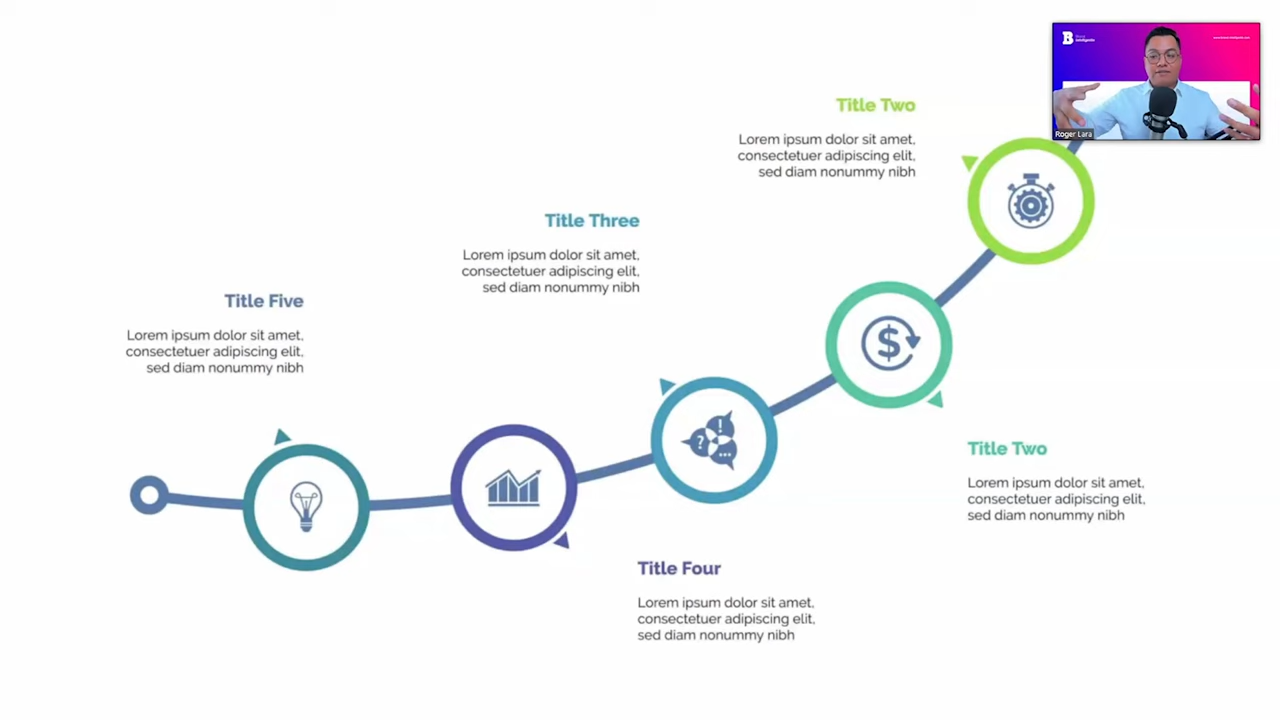 Title Two
Lorem ipsum dolor sit amet,
consectetuer adipiscing elit,
sed diam nonummy nibh
Title Three
Lorem ipsum dolor sit amet,
consectetuer adipiscing elit,
sed diam nonummy nibh
Title Five
Lorem ipsum dolor sit amet,
consectetuer adipiscing elit,
sed diam nonummy nibh
Title Two
Lorem ipsum dolor sit amet,
consectetuer adipiscing elit,
sed diam nonummy nibh
Title Four
Lorem ipsum dolor sit amet,
consectetuer adipiscing elit,
sed diam nonummy nibh
$
?
!
...
B
Roger Lara